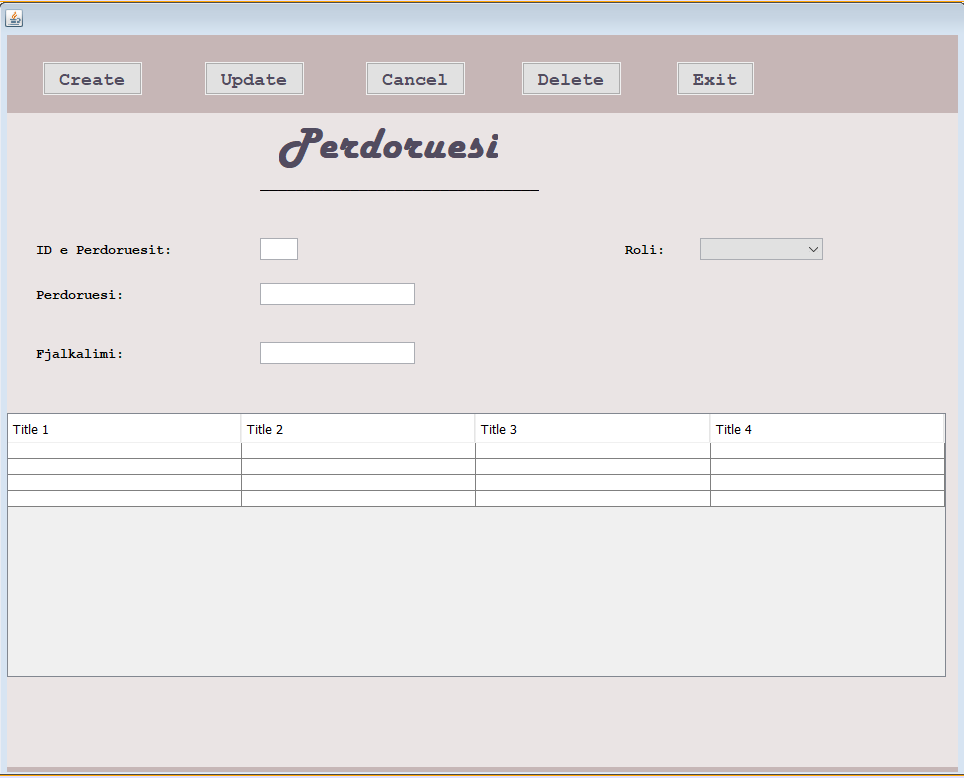 Create Update Cancel Delete Exit
Perdoruesi
ID e Perdoruesit: Roli:
Perdoruesi:
Fjalkalimi:
Title 1 Title 2 Title 3 Title 4